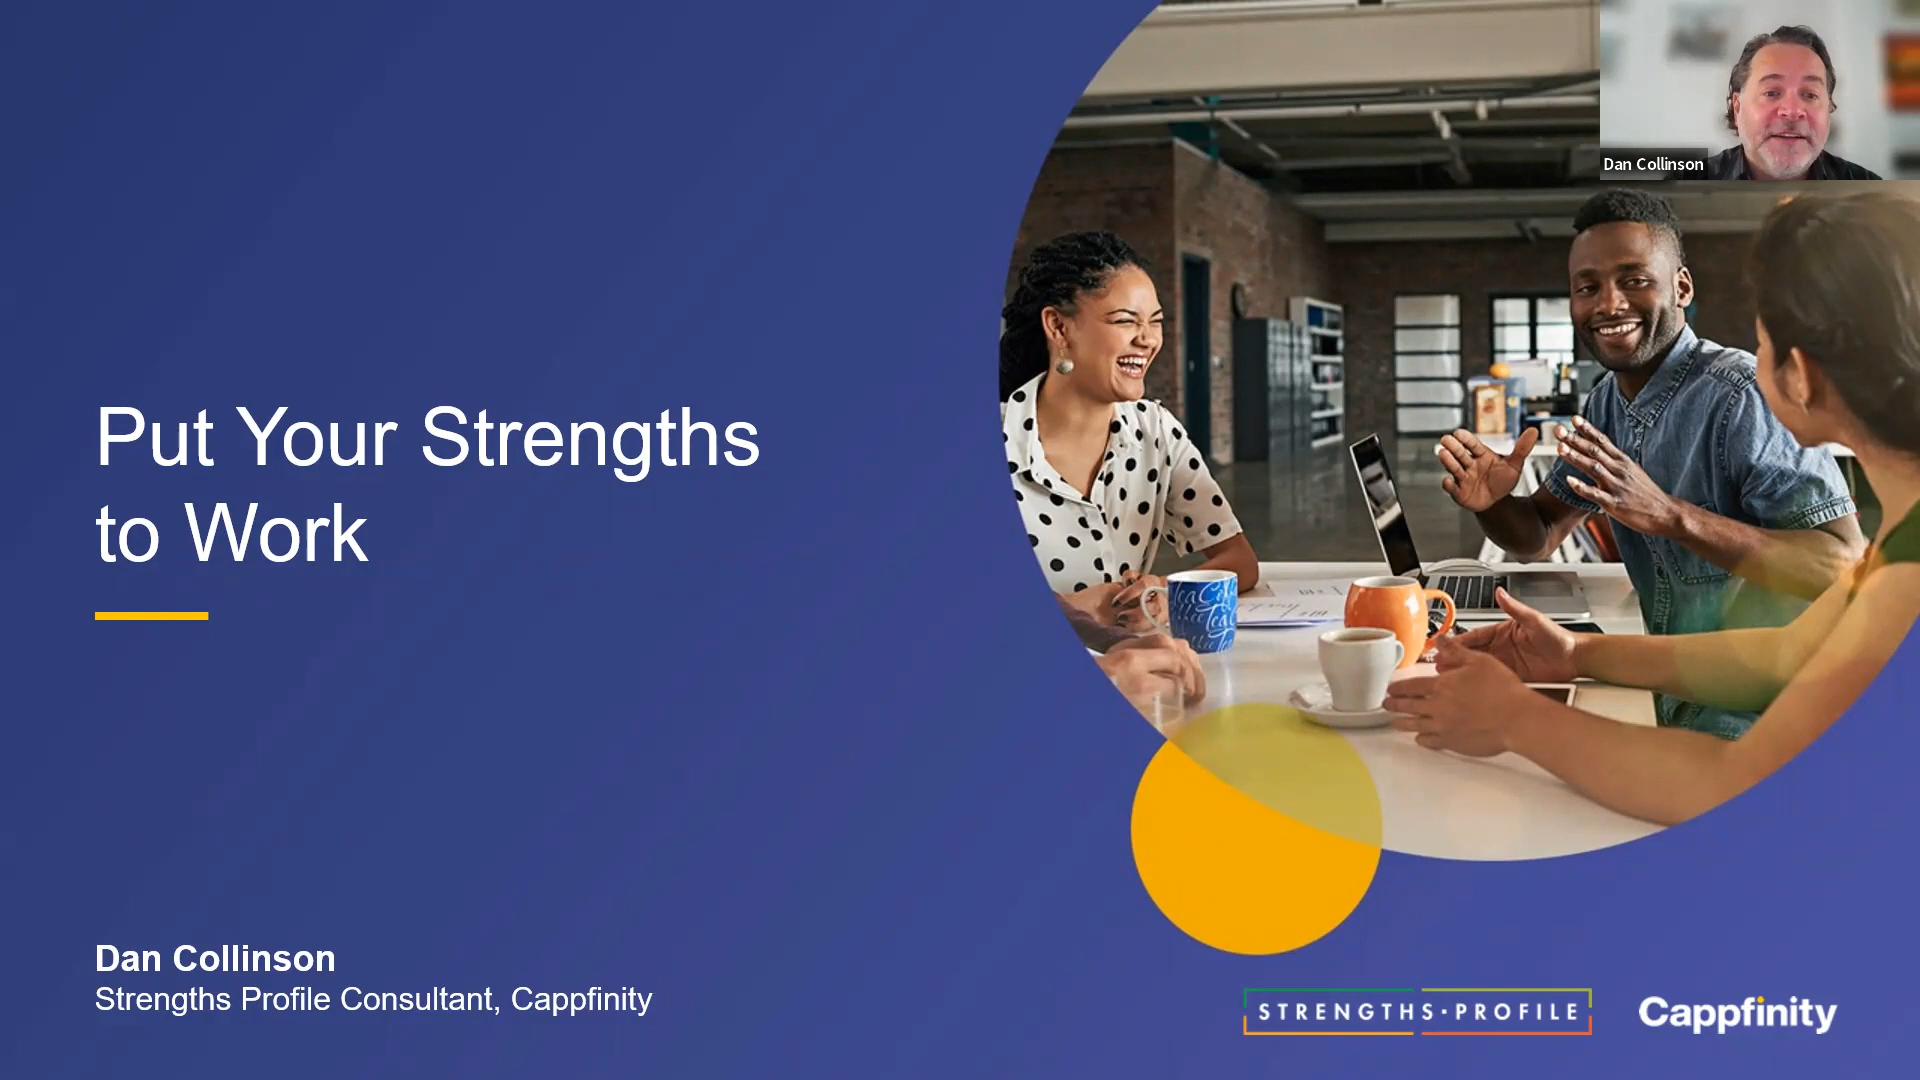 Dan Collinson
Put Your Strengths
to Work
Dan Collinson
Strengths Profile Consultant, Cappfinity
STRENGTHS·PROFILE
Cappfinity